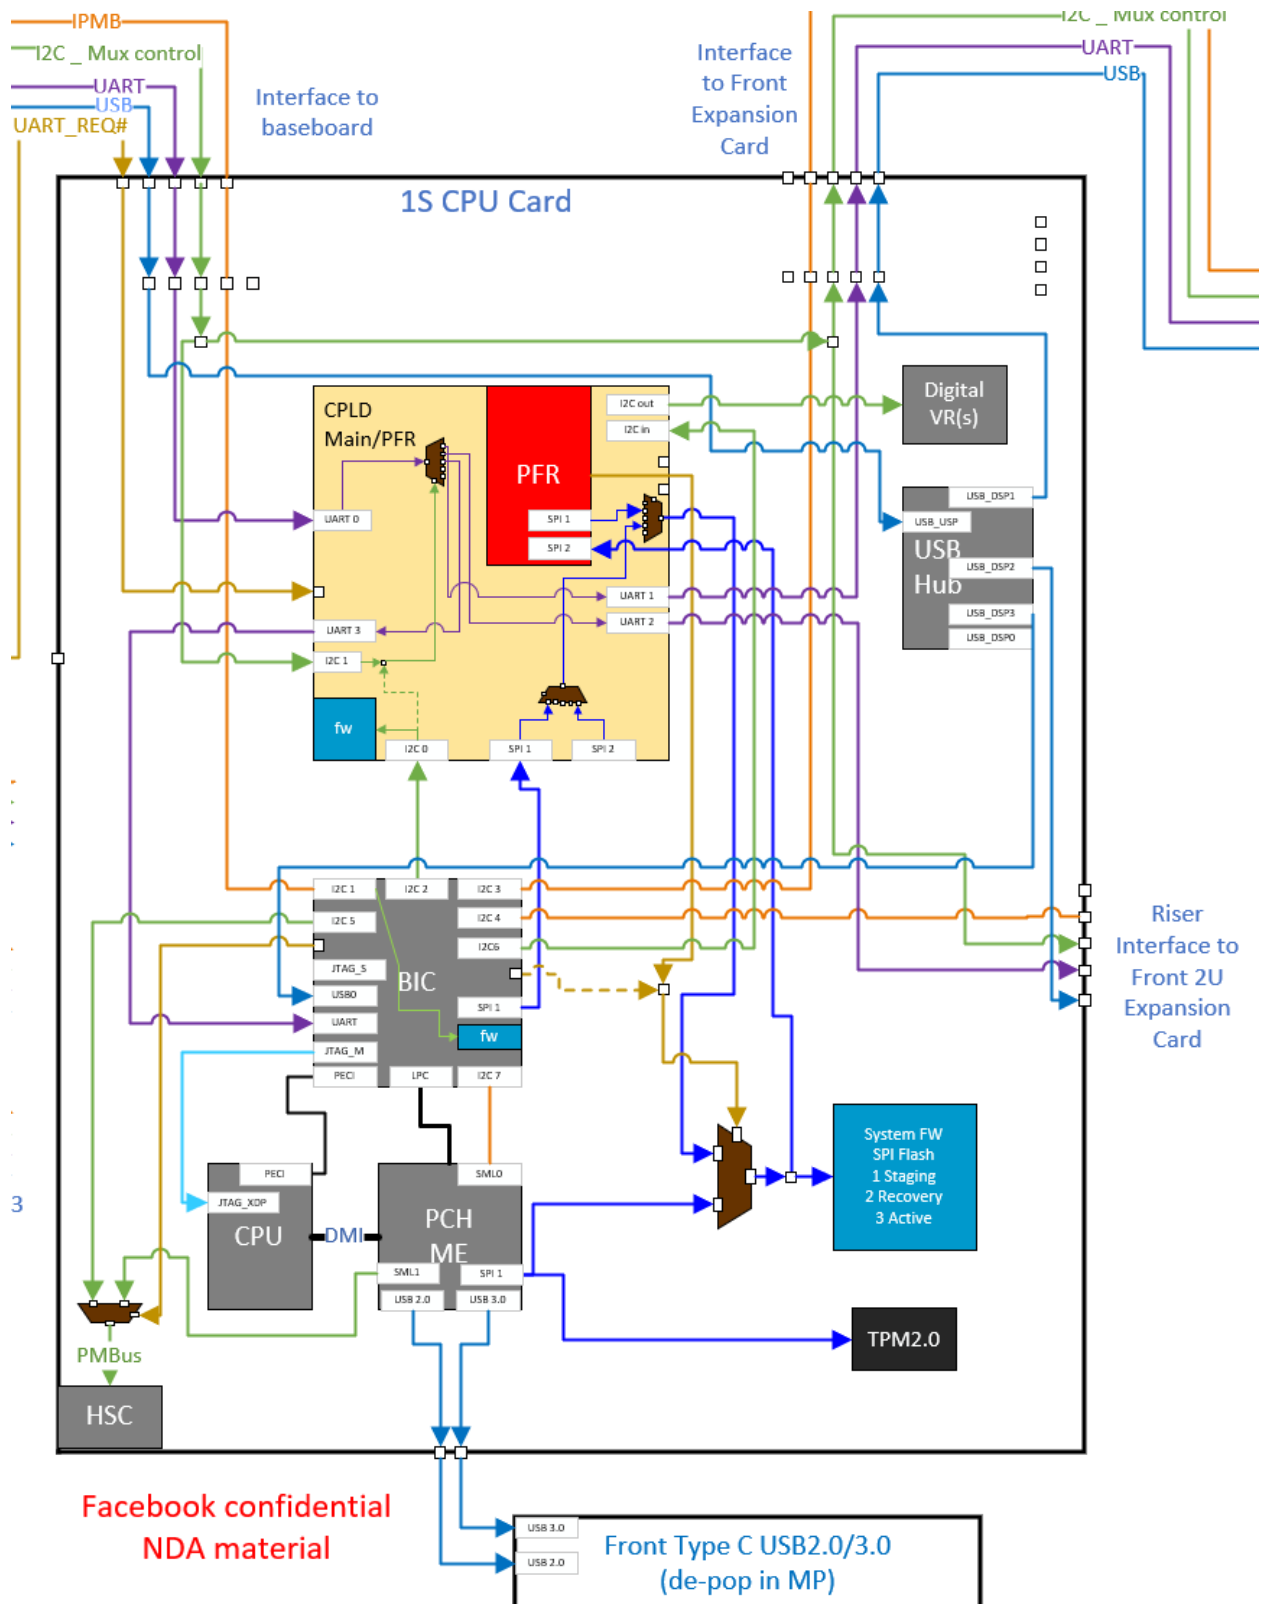 IPMB
I2C _ Mux control
UART
USB
UART_REQ#
Interface to
baseboard
Interface
to Front
Expansion
Card
I2C _ Mux control
UART
USB
1S CPU Card
CPLD
Main/PFR
PFR
I2C out
I2C in
SPI 1
SPI 2
UART 0
UART 1
UART 2
UART 3
I2C 1
fw
I2C 0
SPI 1
SPI 2
Digital
VR(s)
USB_DSP1
USB_USP
USB
Hub
USB_DSP2
USB_DSP3
USB_DSP0
I2C 1
I2C 2
I2C 3
I2C 5
I2C 4
I2C6
JTAG_S
BIC
USB0
SPI 1
UART
fw
JTAG_M
PECI
LPC
I2C 7
Riser
Interface to
Front 2U
Expansion
Card
PECI
JTAG_XDP
CPU
DMI
SML0
PCH
ME
SML1
SPI 1
USB 2.0
USB 3.0
System FW
SPI Flash
1 Staging
2 Recovery
3 Active
TPM2.0
3
PMBus
HSC
Facebook confidential
NDA material
USB 3.0
USB 2.0
Front Type C USB2.0/3.0
(de-pop in MP)